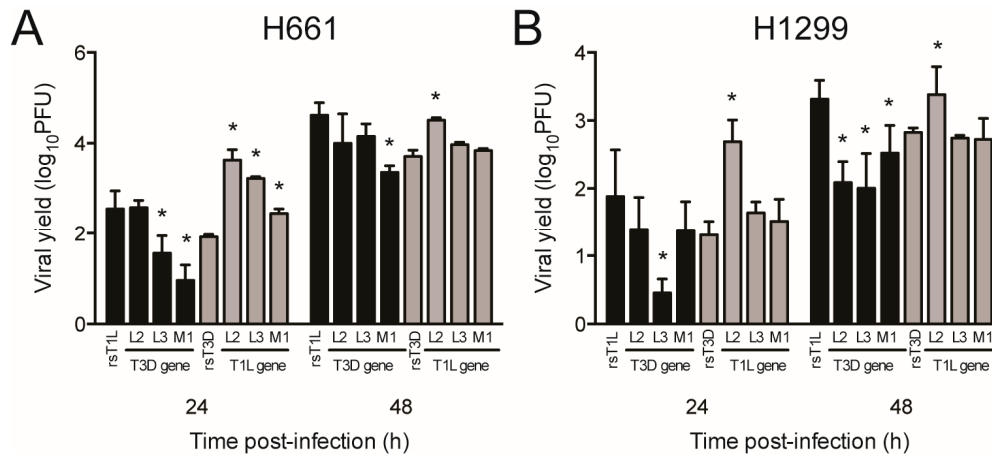 A
H661
Viral yield (log10PFU)
6
4
2
0
* * * * * * *
rsT1L L2 L3 M1 rsT3D L2 L3 M1 rsT1L L2 L3 M1 rsT3D L2 L3 M1
T3D gene T1L gene T3D gene T1L gene
24 48
Time post-infection (h)
B
H1299
Viral yield (log10PFU)
4
3
2
1
0
* * * * * *
rsT1L L2 L3 M1 rsT3D L2 L3 M1 rsT1L L2 L3 M1 rsT3D L2 L3 M1
T3D gene T1L gene T3D gene T1L gene
24 48
Time post-infection (h)